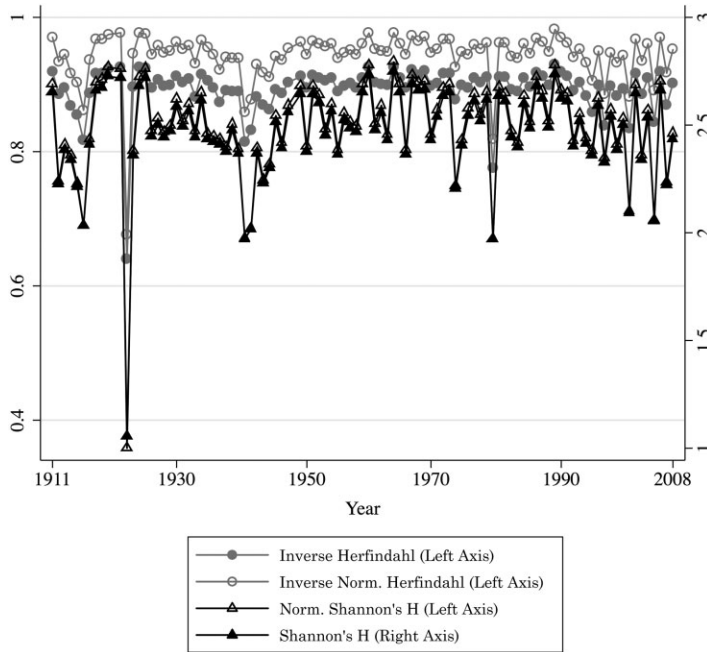 1
0.8
0.6
0.4
3
2.5
2
1.5
1
1911 1930 1950 1970 1990 2008
Year
Inverse Herfindahl (Left Axis)
Inverse Norm. Herfindahl (Left Axis)
Norm. Shannon's H (Left Axis)
Shannon's H (Right Axis)